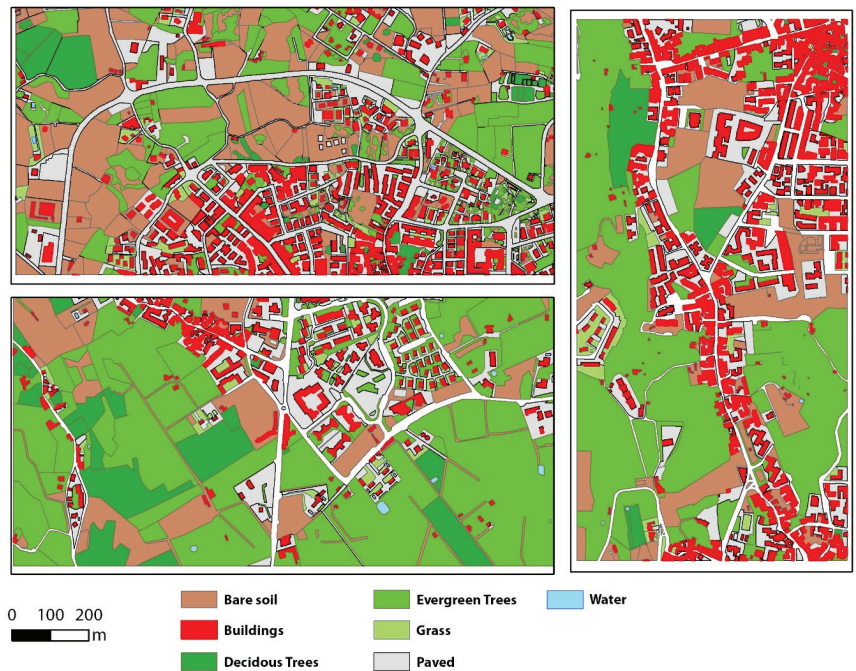 Bare soil
Evergreen Trees
Water
0 100 200
m
Buildings
Grass
Decidous Trees
Paved